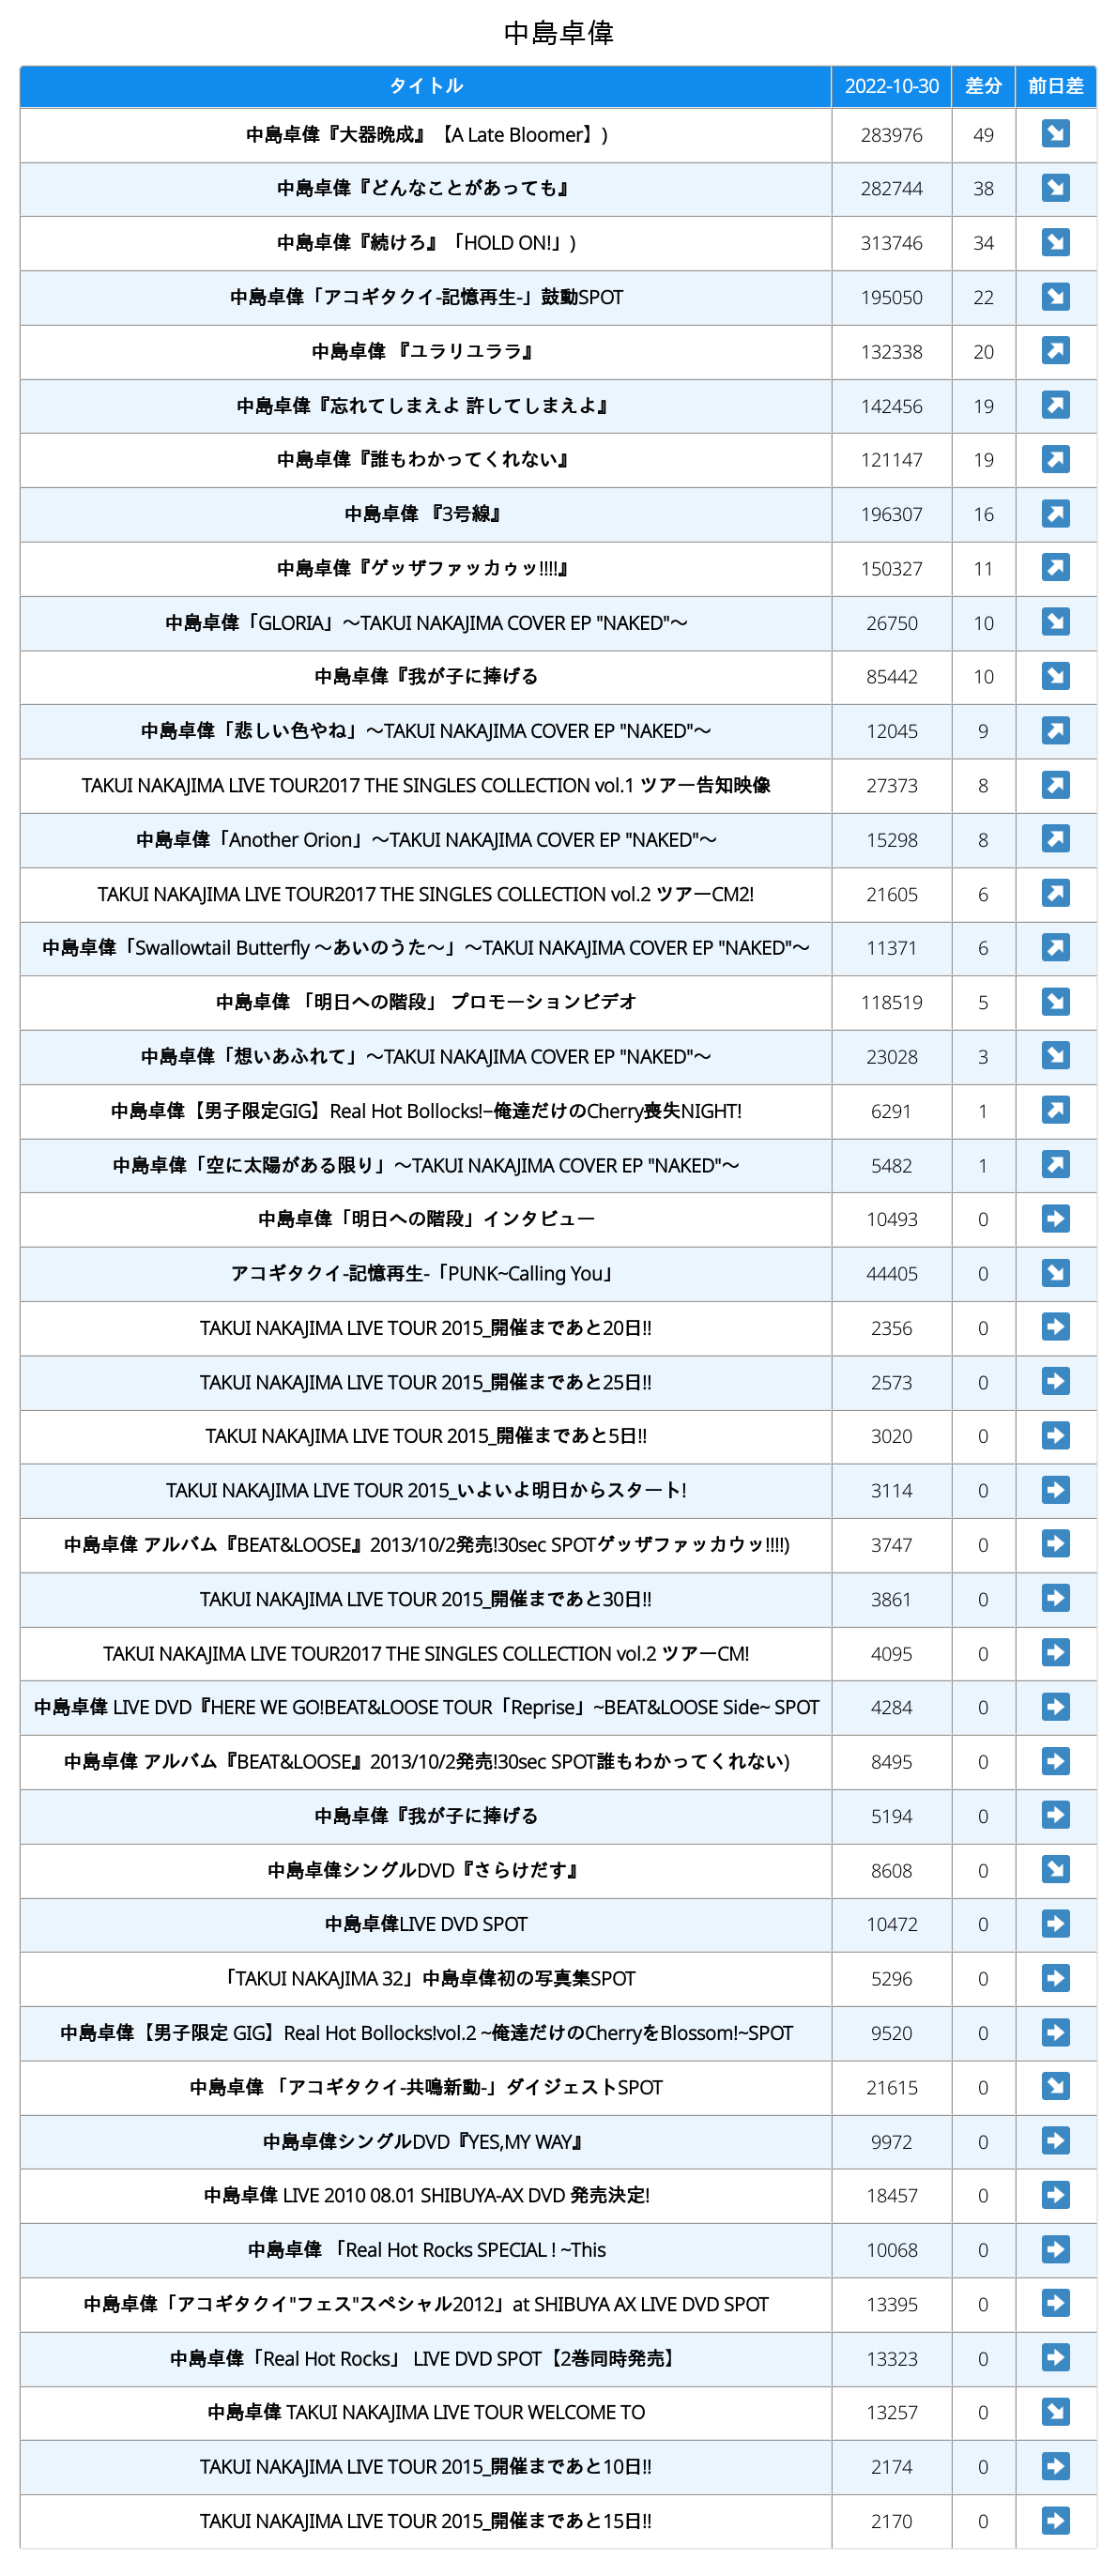 中島卓偉
タイトル 2022-10-30 差分 前日差
中島卓偉『大器晩成』【A Late Bloomer】) 283976 49 ↘
中島卓偉『どんなことがあっても』 282744 38 ↘
中島卓偉『続けろ』「HOLD ON!」) 313746 34 ↘
中島卓偉「アコギタクイ-記憶再生-」鼓動SPOT 195050 22 ↘
中島卓偉 『ユラリユララ』 132338 20 ↗
中島卓偉『忘れてしまえよ 許してしまえよ』 142456 19 ↗
中島卓偉『誰もわかってくれない』 121147 19 ↗
中島卓偉 『3号線』 196307 16 ↗
中島卓偉『ゲッザファッカゥッ!!!!』 150327 11 ↗
中島卓偉「GLORIA」〜TAKUI NAKAJIMA COVER EP "NAKED"〜 26750 10 ↘
中島卓偉『我が子に捧げる 85442 10 ↘
中島卓偉「悲しい色やね」〜TAKUI NAKAJIMA COVER EP "NAKED"〜 12045 9 ↗
TAKUI NAKAJIMA LIVE TOUR2017 THE SINGLES COLLECTION vol.1 ツアー告知映像 27373 8 ↗
中島卓偉「Another Orion」〜TAKUI NAKAJIMA COVER EP "NAKED"〜 15298 8 ↗
TAKUI NAKAJIMA LIVE TOUR2017 THE SINGLES COLLECTION vol.2 ツアーCM2! 21605 6 ↗
中島卓偉「Swallowtail Butterfly 〜あいのうた〜」〜TAKUI NAKAJIMA COVER EP "NAKED"〜 11371 6 ↗
中島卓偉 「明日への階段」 プロモーションビデオ 118519 5 ↘
中島卓偉「想いあふれて」〜TAKUI NAKAJIMA COVER EP "NAKED"〜 23028 3 ↘
中島卓偉【男子限定GIG】Real Hot Bollocks!−俺達だけのCherry喪失NIGHT! 6291 1 ↗
中島卓偉「空に太陽がある限り」〜TAKUI NAKAJIMA COVER EP "NAKED"〜 5482 1 ↗
中島卓偉「明日への階段」インタビュー 10493 0 →
アコギタクイ-記憶再生-「PUNK~Calling You」 44405 0 ↘
TAKUI NAKAJIMA LIVE TOUR 2015_開催まであと20日!! 2356 0 →
TAKUI NAKAJIMA LIVE TOUR 2015_開催まであと25日!! 2573 0 →
TAKUI NAKAJIMA LIVE TOUR 2015_開催まであと5日!! 3020 0 →
TAKUI NAKAJIMA LIVE TOUR 2015_いよいよ明日からスタート! 3114 0 →
中島卓偉 アルバム『BEAT&LOOSE』2013/10/2発売!30sec SPOTゲッザファッカウッ!!!!) 3747 0 →
TAKUI NAKAJIMA LIVE TOUR 2015_開催まであと30日!! 3861 0 →
TAKUI NAKAJIMA LIVE TOUR2017 THE SINGLES COLLECTION vol.2 ツアーCM! 4095 0 →
中島卓偉 LIVE DVD『HERE WE GO!BEAT&LOOSE TOUR「Reprise」~BEAT&LOOSE Side~ SPOT 4284 0 →
中島卓偉 アルバム『BEAT&LOOSE』2013/10/2発売!30sec SPOT誰もわかってくれない) 8495 0 →
中島卓偉『我が子に捧げる 5194 0 →
中島卓偉シングルDVD『さらけだす』 8608 0 ↘
中島卓偉LIVE DVD SPOT 10472 0 →
「TAKUI NAKAJIMA 32」中島卓偉初の写真集SPOT 5296 0 →
中島卓偉【男子限定 GIG】Real Hot Bollocks!vol.2 ~俺達だけのCherryをBlossom!~SPOT 9520 0 →
中島卓偉 「アコギタクイ-共鳴新動-」ダイジェストSPOT 21615 0 ↘
中島卓偉シングルDVD『YES,MY WAY』 9972 0 →
中島卓偉 LIVE 2010 08.01 SHIBUYA-AX DVD 発売決定! 18457 0 →
中島卓偉 「Real Hot Rocks SPECIAL ! ~This 10068 0 →
中島卓偉「アコギタクイ"フェス"スペシャル2012」at SHIBUYA AX LIVE DVD SPOT 13395 0 →
中島卓偉「Real Hot Rocks」 LIVE DVD SPOT【2巻同時発売】 13323 0 →
中島卓偉 TAKUI NAKAJIMA LIVE TOUR WELCOME TO 13257 0 ↘
TAKUI NAKAJIMA LIVE TOUR 2015_開催まであと10日!! 2174 0 →
TAKUI NAKAJIMA LIVE TOUR 2015_開催まであと15日!! 2170 0 →